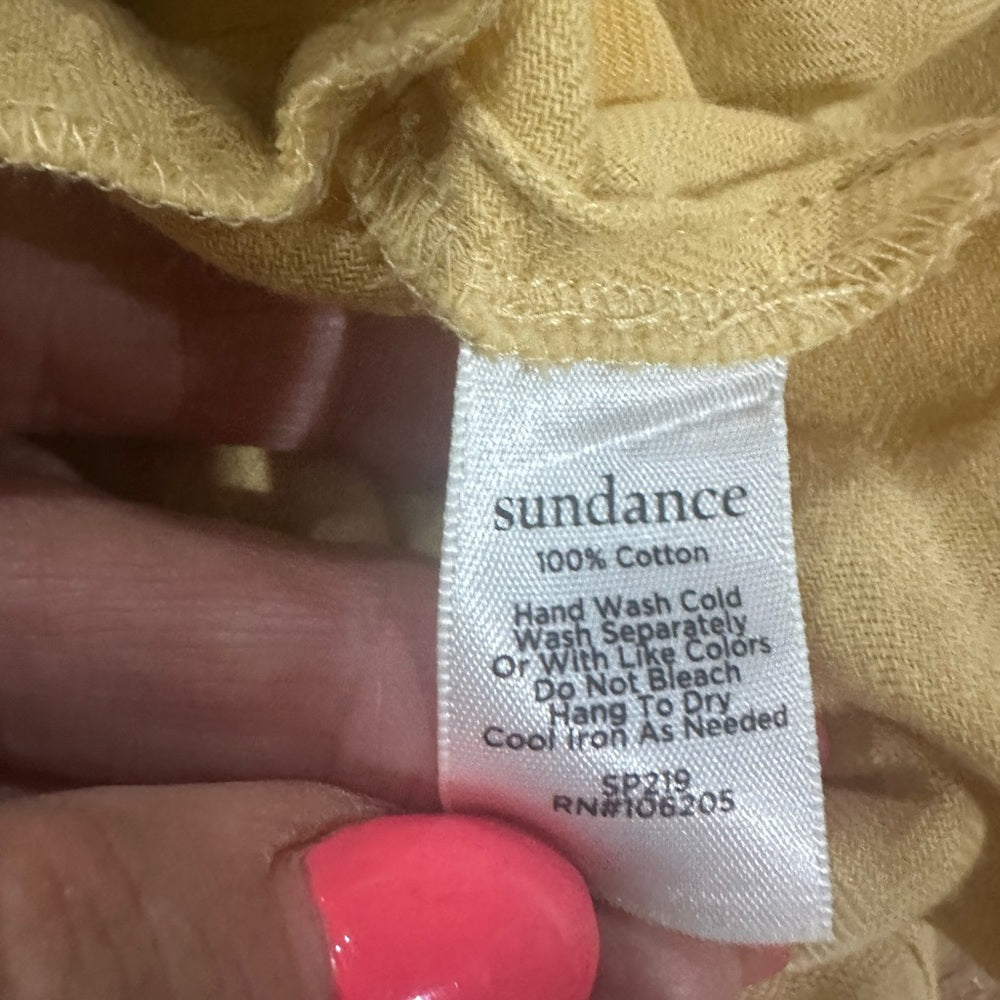 sundance
100% Cotton
Hand Wash Cold
Wash Separately
Or With Like Colors
Do Not Bleach
Hang To Dry
Cool Iron As Needed
SP219
RN#106205